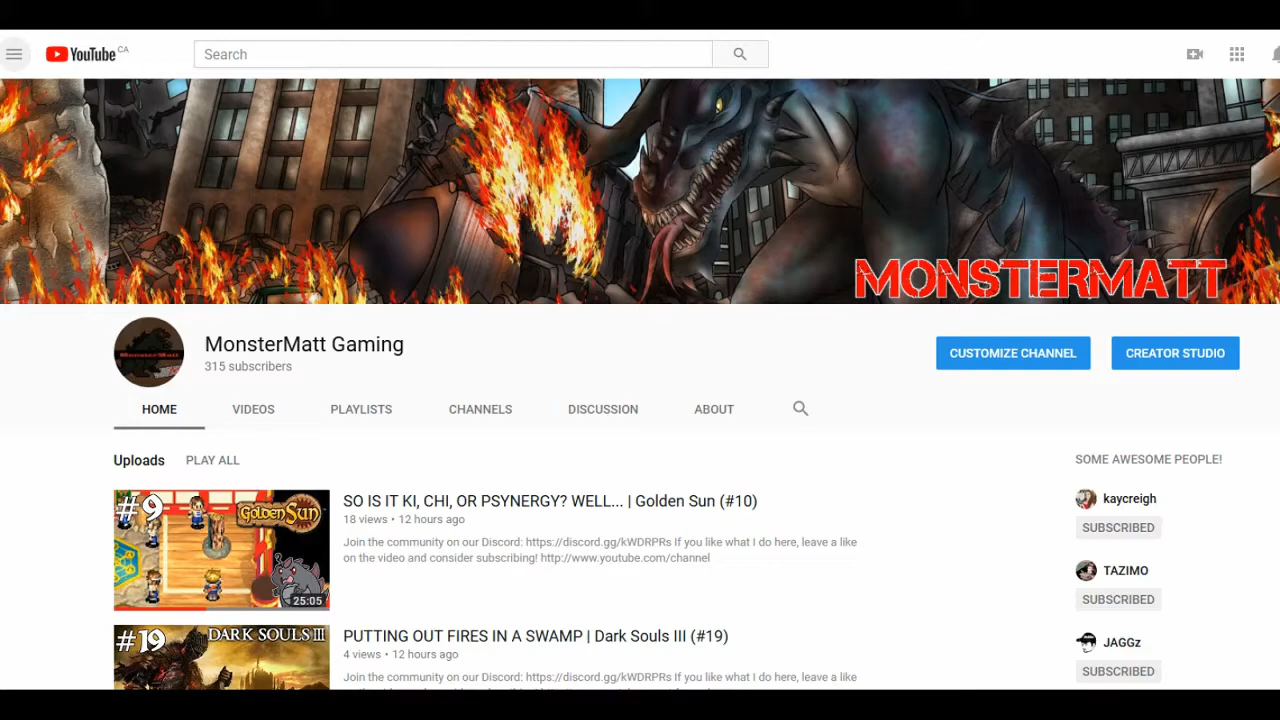 YouTube CA
Search
MONSTERMATT
MonsterMatt Gaming
315 subscribers
CUSTOMIZE CHANNEL
CREATOR STUDIO
HOME VIDEOS PLAYLISTS CHANNELS DISCUSSION ABOUT
Uploads PLAY ALL
#9
GOLDEN SUN
25:05
SO IS IT KI, CHI, OR PSYNERGY? WELL... | Golden Sun (#10)
18 views • 12 hours ago
Join the community on our Discord: https://discord.gg/kWDRPRs If you like what I do here, leave a like
on the video and consider subscribing! http://www.youtube.com/channel
#19
DARK SOULS III
PUTTING OUT FIRES IN A SWAMP | Dark Souls III (#19)
4 views • 12 hours ago
Join the community on our Discord: https://discord.gg/kWDRPRs If you like what I do here, leave a like
SOME AWESOME PEOPLE!
kaycreigh
SUBSCRIBED
TAZIMO
SUBSCRIBED
JAGGz
SUBSCRIBED